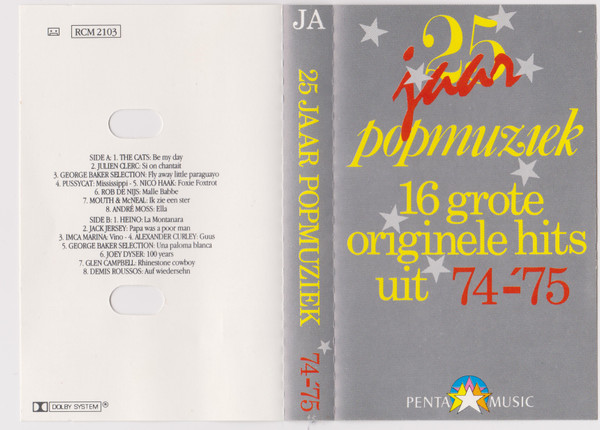 RCM 2103
SIDE A: 1. THE CATS: Be my day
2. JULIEN CLERC: Si on chantait
3. GEORGE BAKER SELECTION: Fly away little paraguayo
4. PUSSYCAT: Mississippi - 5. NICO HAAK: Foxie Foxtrot
6. ROB DE NIJS: Malle Babbe
7. MOUTH & McNEAL: Ik zie een ster
8. ANDRÉ MOSS: Ella
SIDE B: 1. HEINO: La Montanara
2. JACK JERSEY: Papa was a poor man
3. IMCA MARINA: Vino - 4. ALEXANDER CURLEY: Guus
5. GEORGE BAKER SELECTION: Una paloma blanca
6. JOEY DYSER: 100 years
7. GLEN CAMPBELL: Rhinestone cowboy
8. DEMIS ROUSSOS: Auf wiedersehn
DOLBY SYSTEM ®
JA
25 JAAR POPMUZIEK
74-'75
25
jaar
popmuziek
16 grote
originele hits
uit 74-'75
PENTA MUSIC